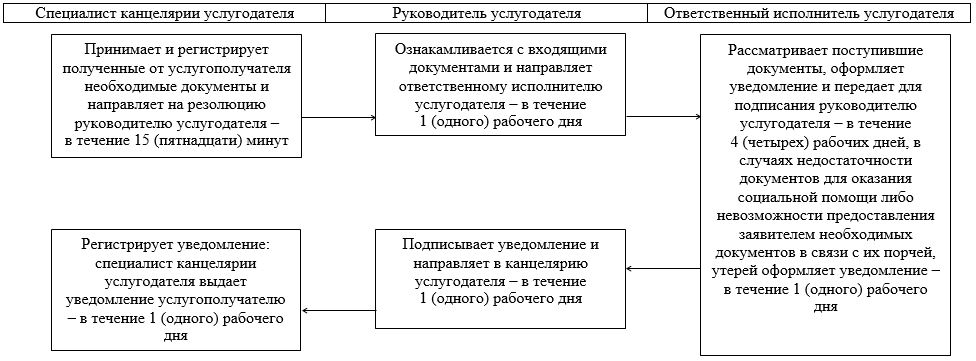 Специалист канцелярии услугодателя
Руководитель услугодателя
Ответственный исполнитель услугодателя
Принимает и регистрирует
полученные от услугополучателя
необходимые документы и
направляет на резолюцию
руководителю услугодателя –
в течение 15 (пятнадцати) минут
Ознакамливается с входящими
документами и направляет
ответственному исполнителю
услугодателя – в течение
1 (одного) рабочего дня
Рассматривает поступившие
документы, оформляет
уведомление и передает для
подписания руководителю
услугодателя – в течение
4 (четырех) рабочих дней, в
случаях недостаточности
документов для оказания
социальной помощи либо
невозможности предоставления
заявителем необходимых
документов в связи с их порчей,
утерей оформляет уведомление –
в течение 1 (одного) рабочего
дня
Подписывает уведомление и
направляет в канцелярию
услугодателя – в течение
1 (одного) рабочего дня
Регистрирует уведомление:
специалист канцелярии
услугодателя выдает
уведомление услугополучателю
– в течение 1 (одного) рабочего
дня